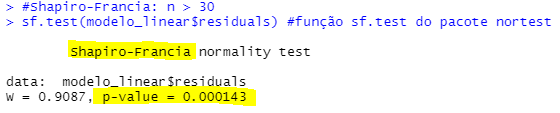 > #Shapiro-Francia: n > 30
> sf.test(modelo_linear$residuals) #função sf.test do pacote nortest
Shapiro-Francia normality test
data:  modelo_linear$residuals
W = 0.9087, p-value = 0.000143